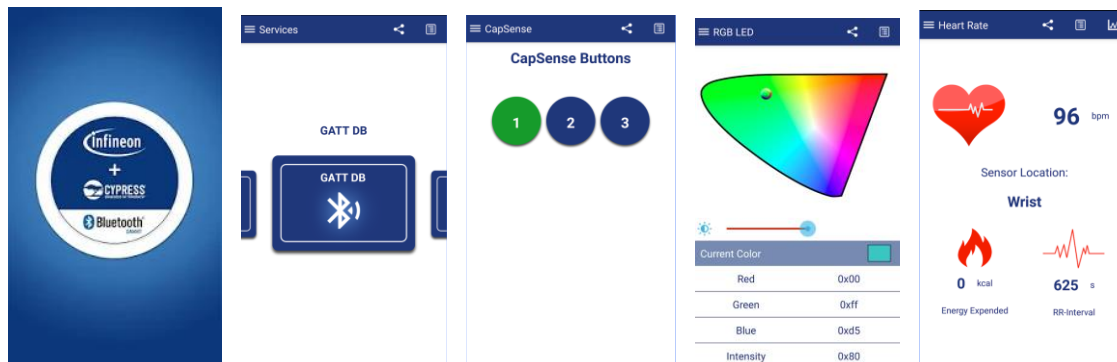 infineon
+
CYPRESS
Bluetooth
SMART
Services
GATT DB
GATT DB
CapSense
CapSense Buttons
1 2 3
RGB LED
Current Color
Red 0x00
Green 0xff
Blue 0xd5
Intensity 0x80
Heart Rate
96 bpm
Sensor Location:
Wrist
0 kcal 625 s
Energy Expended RR-Interval